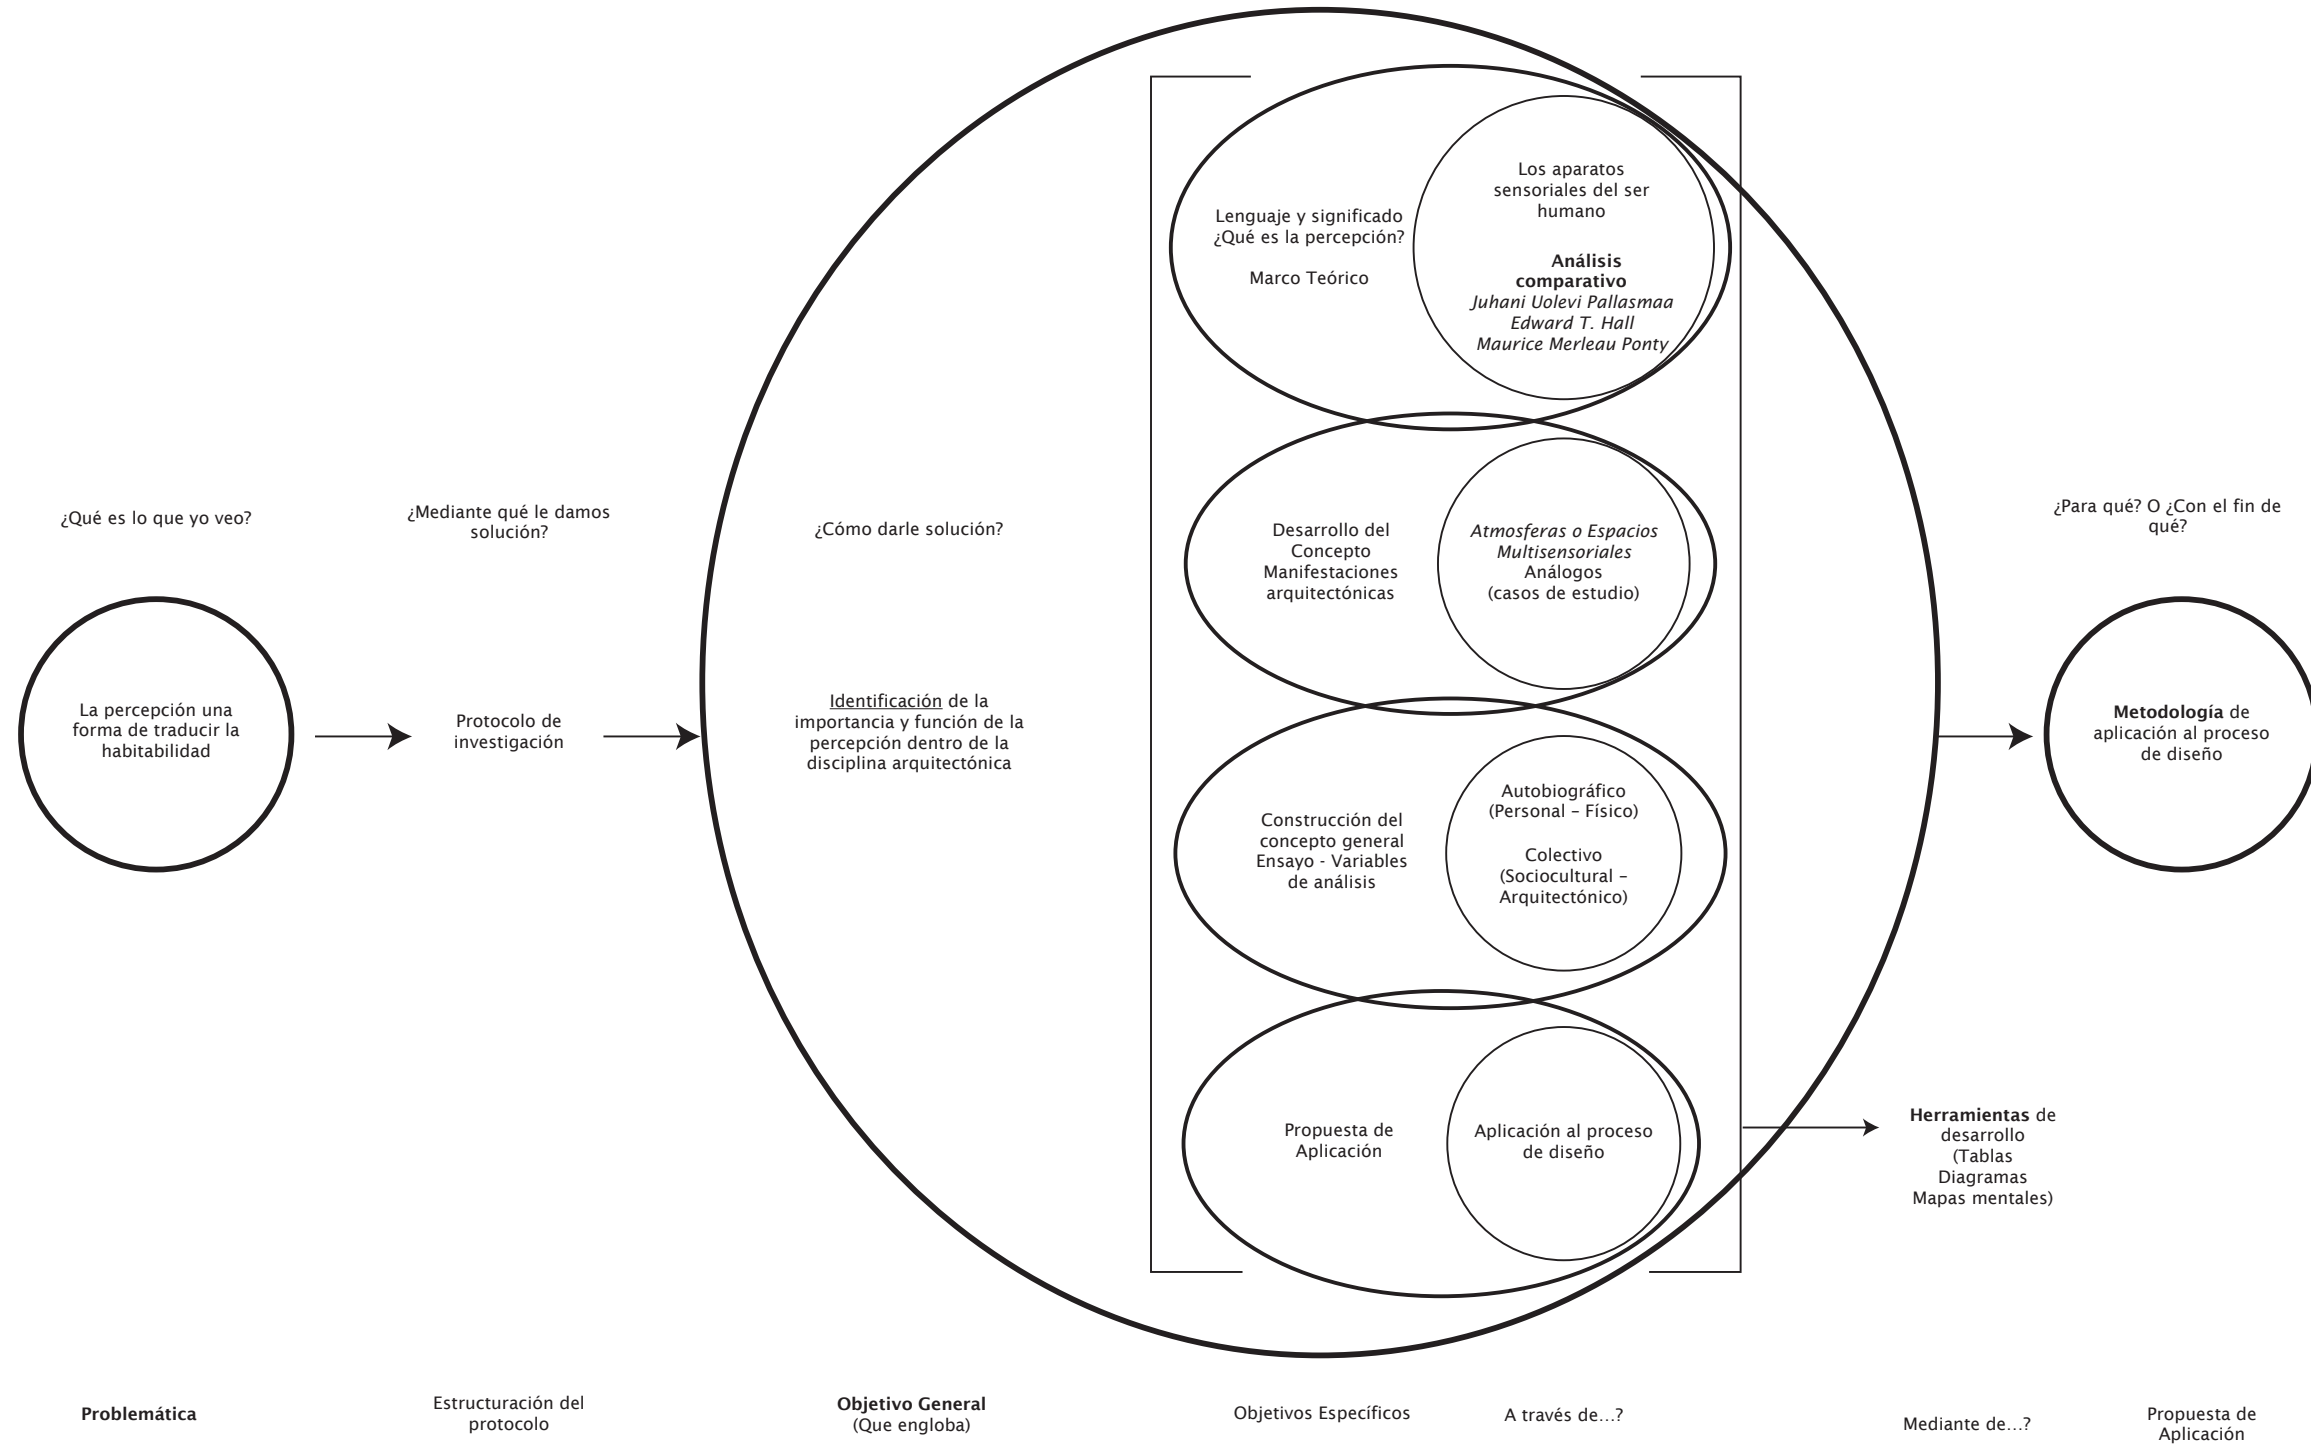 ¿Qué es lo que yo veo?
La percepción una
forma de traducir la
habitabilidad
¿Mediante qué le damos
solución?
Protocolo de
investigación
¿Cómo darle solución?
Identificación de la
importancia y función de la
percepción dentro de la
disciplina arquitectónica
Lenguaje y significado
¿Qué es la percepción?
Marco Teórico
Los aparatos
sensoriales del ser
humano
Análisis
comparativo
Juhani Uolevi Pallasmaa
Edward T. Hall
Maurice Merleau Ponty
Desarrollo del
Concepto
Manifestaciones
arquitectónicas
Atmosferas o Espacios
Multisensoriales
Análogos
(casos de estudio)
Construcción del
concepto general
Ensayo - Variables
de análisis
Autobiográfico
(Personal – Físico)
Colectivo
(Sociocultural –
Arquitectónico)
Propuesta de
Aplicación
Aplicación al proceso
de diseño
Herramientas de
desarrollo
(Tablas
Diagramas
Mapas mentales)
¿Para qué? O ¿Con el fin de
qué?
Metodología de
aplicación al proceso
de diseño
Problemática
Estructuración del
protocolo
Objetivo General
(Que engloba)
Objetivos Específicos
A través de...?
Mediante de...?
Propuesta de
Aplicación